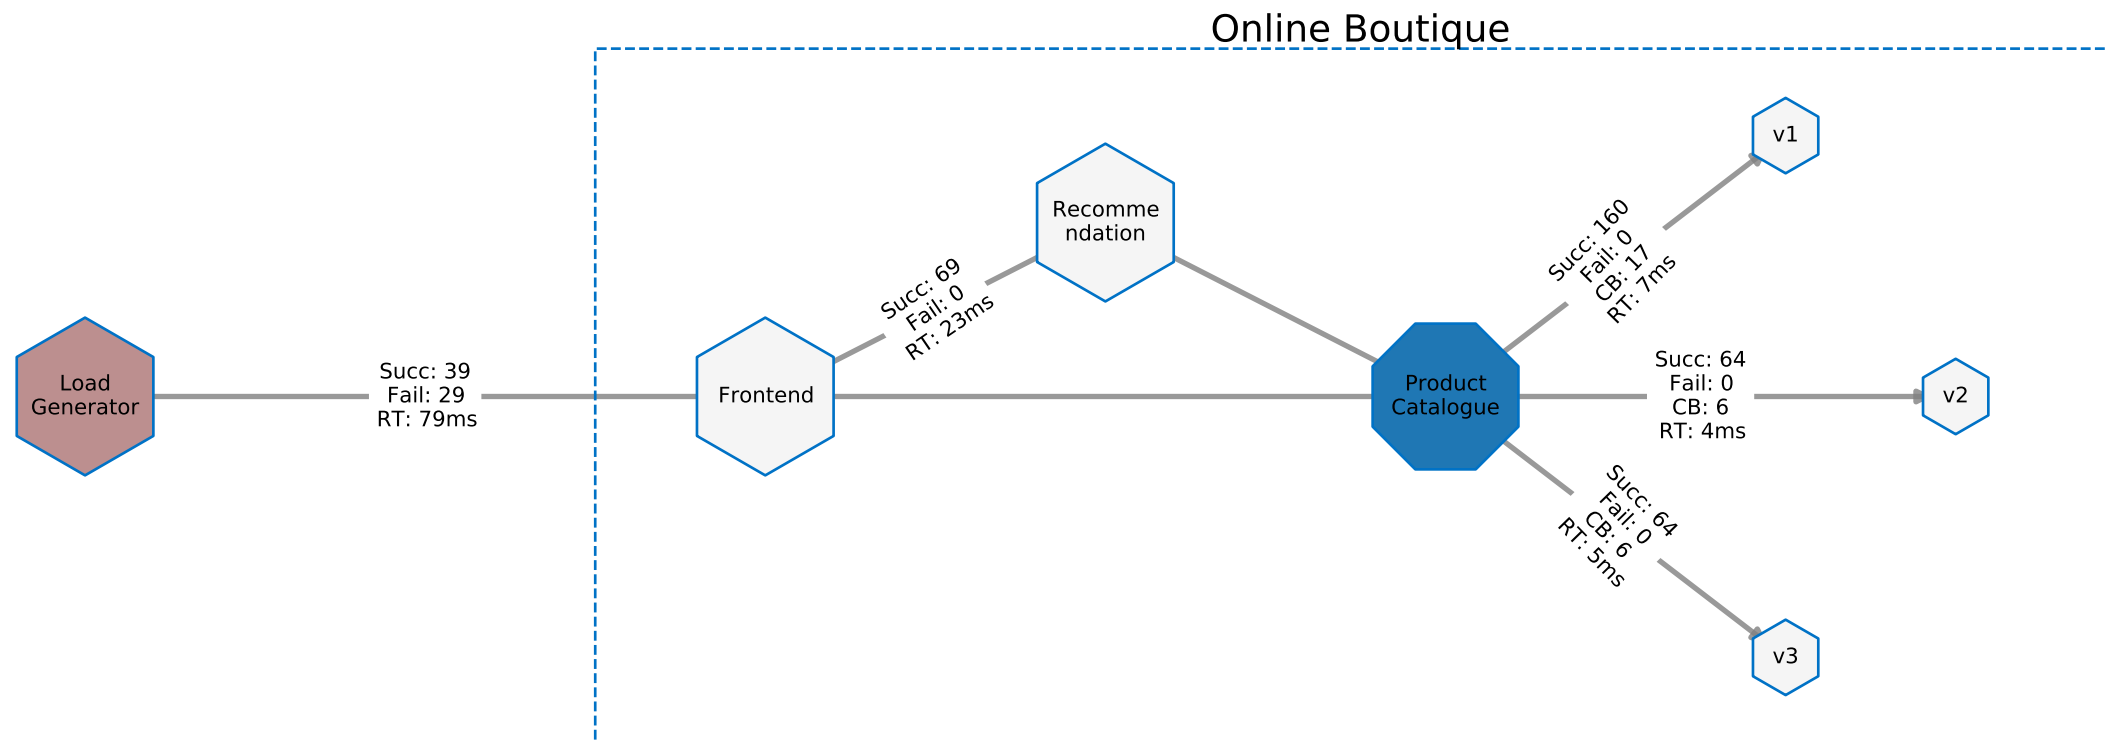 Online Boutique
Load
Generator
Succ: 39
Fail: 29
RT: 79ms
Frontend
Succ: 69
Fail: 0
RT: 23ms
Recomme
ndation
Product
Catalogue
Succ: 160
Fail: 0
CB: 17
RT: 7ms
v1
Succ: 64
Fail: 0
CB: 6
RT: 4ms
v2
Succ: 64
Fail: 0
CB: 6
RT: 5ms
v3